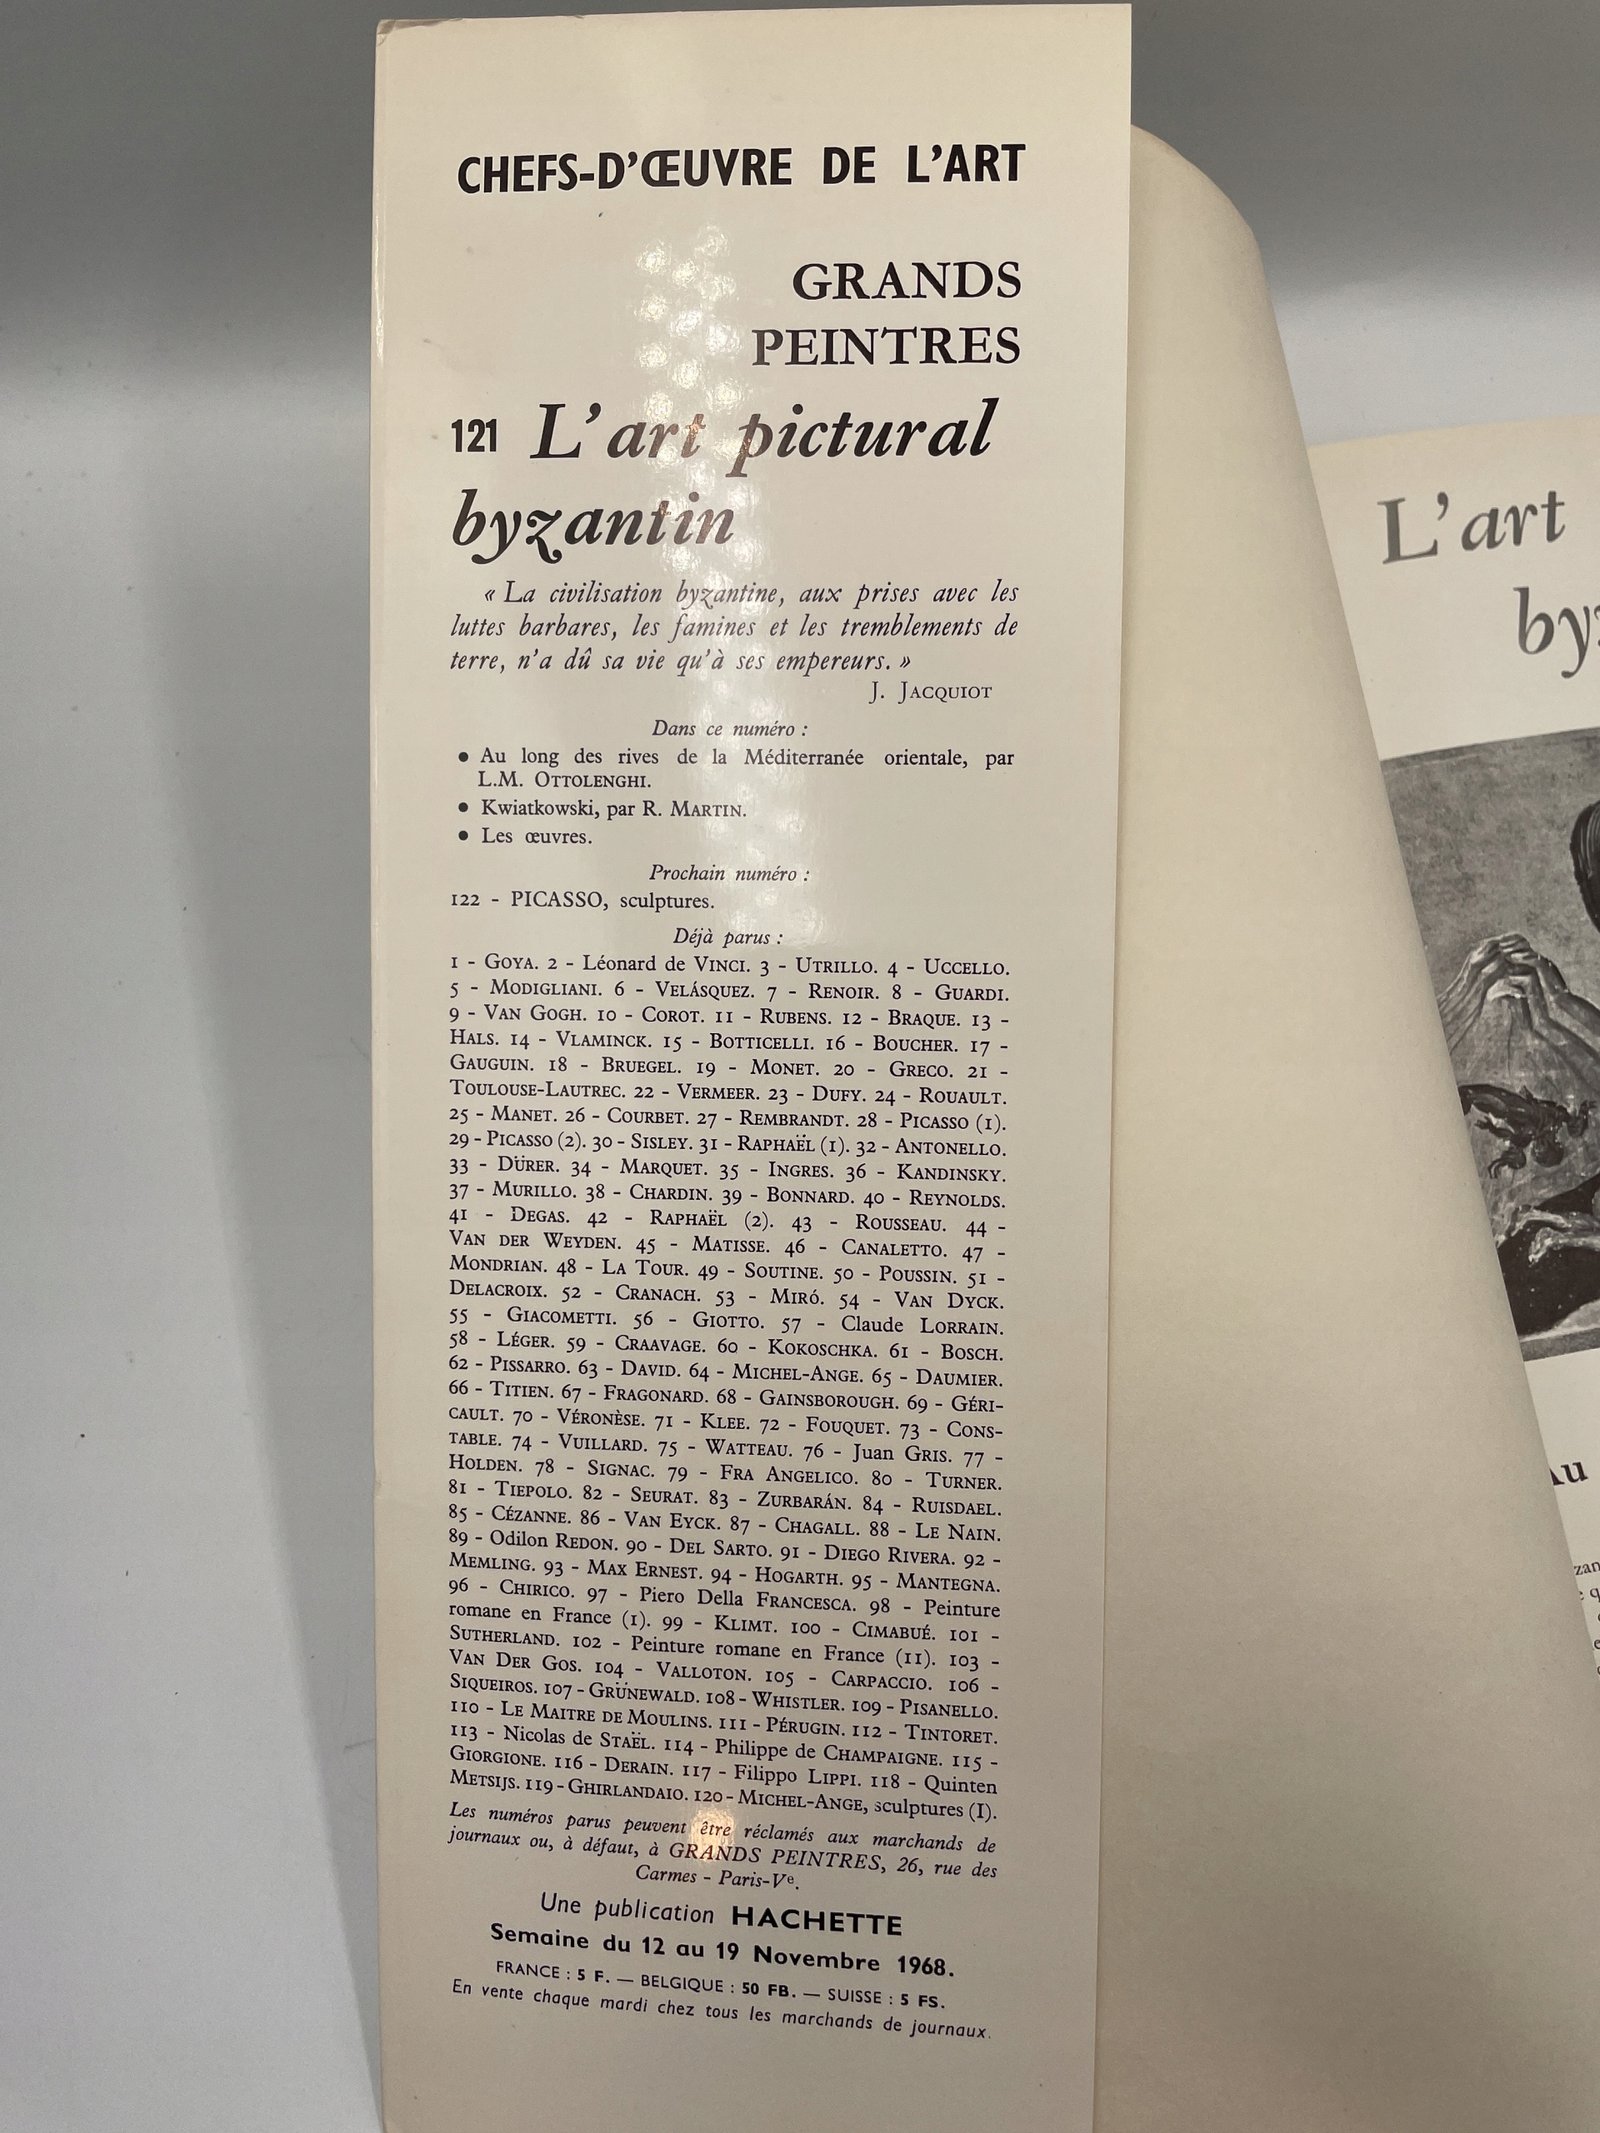 CHEFS-D'ŒUVRE DE L'ART
GRANDS
PEINTRES
121 L'art pictural
byzantin
« La civilisation byzantine, aux prises avec les
luttes barbares, les famines et les tremblements de
terre, n'a dû sa vie qu'à ses empereurs. »
J. JACQUIOT
Dans ce numéro :
• Au long des rives de la Méditerranée orientale, par
L.M. OTTOLENGHI.
• Kwiatkowski, par R. MARTIN.
• Les œuvres.
Prochain numéro :
122 - PICASSO, sculptures.
Déjà parus :
1 - GOYA. 2 - Léonard de VINCI. 3 - UTRILLO. 4 - UCCELLO.
5 - MODIGLIANI. 6 - VELÁSQUEZ. 7 - RENOIR. 8 - GUARDI.
9 - VAN GOGH. 10 - COROT. 11 - RUBENS. 12 - BRAQUE. 13 -
HALS. 14 - VLAMINCK. 15 - BOTTICELLI. 16 - BOUCHER. 17 -
GAUGUIN. 18 - BRUEGEL. 19 - MONET. 20 - GRECO. 21 -
TOULOUSE-LAUTREC. 22 - VERMEER. 23 - DUFY. 24 - ROUAULT.
25 - MANET. 26 - COURBET. 27 - REMBRANDT. 28 - PICASSO (1).
29 - PICASSO (2). 30 - SISLEY. 31 - RAPHAËL (1). 32 - ANTONELLO.
33 - DÜRER. 34 - MARQUET. 35 - INGRES. 36 - KANDINSKY.
37 - MURILLO. 38 - CHARDIN. 39 - BONNARD. 40 - REYNOLDS.
41 - DEGAS. 42 - RAPHAËL (2). 43 - ROUSSEAU. 44 -
VAN DER WEYDEN. 45 - MATISSE. 46 - CANALETTO. 47 -
MONDRIAN. 48 - LA TOUR. 49 - SOUTINE. 50 - POUSSIN. 51 -
DELACROIX. 52 - CRANACH. 53 - MIRÓ. 54 - VAN DYCK.
55 - GIACOMETTI. 56 - GIOTTO. 57 - Claude LORRAIN.
58 - LÉGER. 59 - CRAAVAGE. 60 - KOKOSCHKA. 61 - BOSCH.
62 - PISSARRO. 63 - DAVID. 64 - MICHEL-ANGE. 65 - DAUMIER.
66 - TITIEN. 67 - FRAGONARD. 68 - GAINSBOROUGH. 69 - GÉRI-
CAULT. 70 - VÉRONÈSE. 71 - KLEE. 72 - FOUQUET. 73 - CONS-
TABLE. 74 - VUILLARD. 75 - WATTEAU. 76 - Juan GRIS. 77 -
HOLDEN. 78 - SIGNAC. 79 - FRA ANGELICO. 80 - TURNER.
81 - TIEPOLO. 82 - SEURAT. 83 - ZURBARÁN. 84 - RUISDAEL.
85 - CÉZANNE. 86 - VAN EYCK. 87 - CHAGALL. 88 - LE NAIN.
89 - Odilon REDON. 90 - DEL SARTO. 91 - DIEGO RIVERA. 92 -
MEMLING. 93 - MAX ERNEST. 94 - HOGARTH. 95 - MANTEGNA.
96 - CHIRICO. 97 - Piero Della FRANCESCA. 98 - Peinture
romane en France (1). 99 - KLIMT. 100 - CIMABUÉ. 101 -
SUTHERLAND. 102 - Peinture romane en France (11). 103 -
VAN DER GOS. 104 - VALLOTON. 105 - CARPACCIO. 106 -
SIQUEIROS. 107 - GRÜNEWALD. 108 - WHISTLER. 109 - PISANELLO.
110 - LE MAITRE DE MOULINS. 111 - PÉRUGIN. 112 - TINTORET.
113 - Nicolas de STAËL. 114 - Philippe de CHAMPAIGNE. 115 -
GIORGIONE. 116 - DERAIN. 117 - Filippo LIPPI. 118 - Quinten
METSIJS. 119 - GHIRLANDAIO. 120 - MICHEL-ANGE, sculptures (I).
Les numéros parus peuvent être réclamés aux marchands de
journaux ou, à défaut, à GRANDS PEINTRES, 26, rue des
Carmes - Paris-Ve.
Une publication HACHETTE
Semaine du 12 au 19 Novembre 1968.
FRANCE : 5 F. — BELGIQUE : 50 FB. — SUISSE : 5 FS.
En vente chaque mardi chez tous les marchands de journaux.
L'art